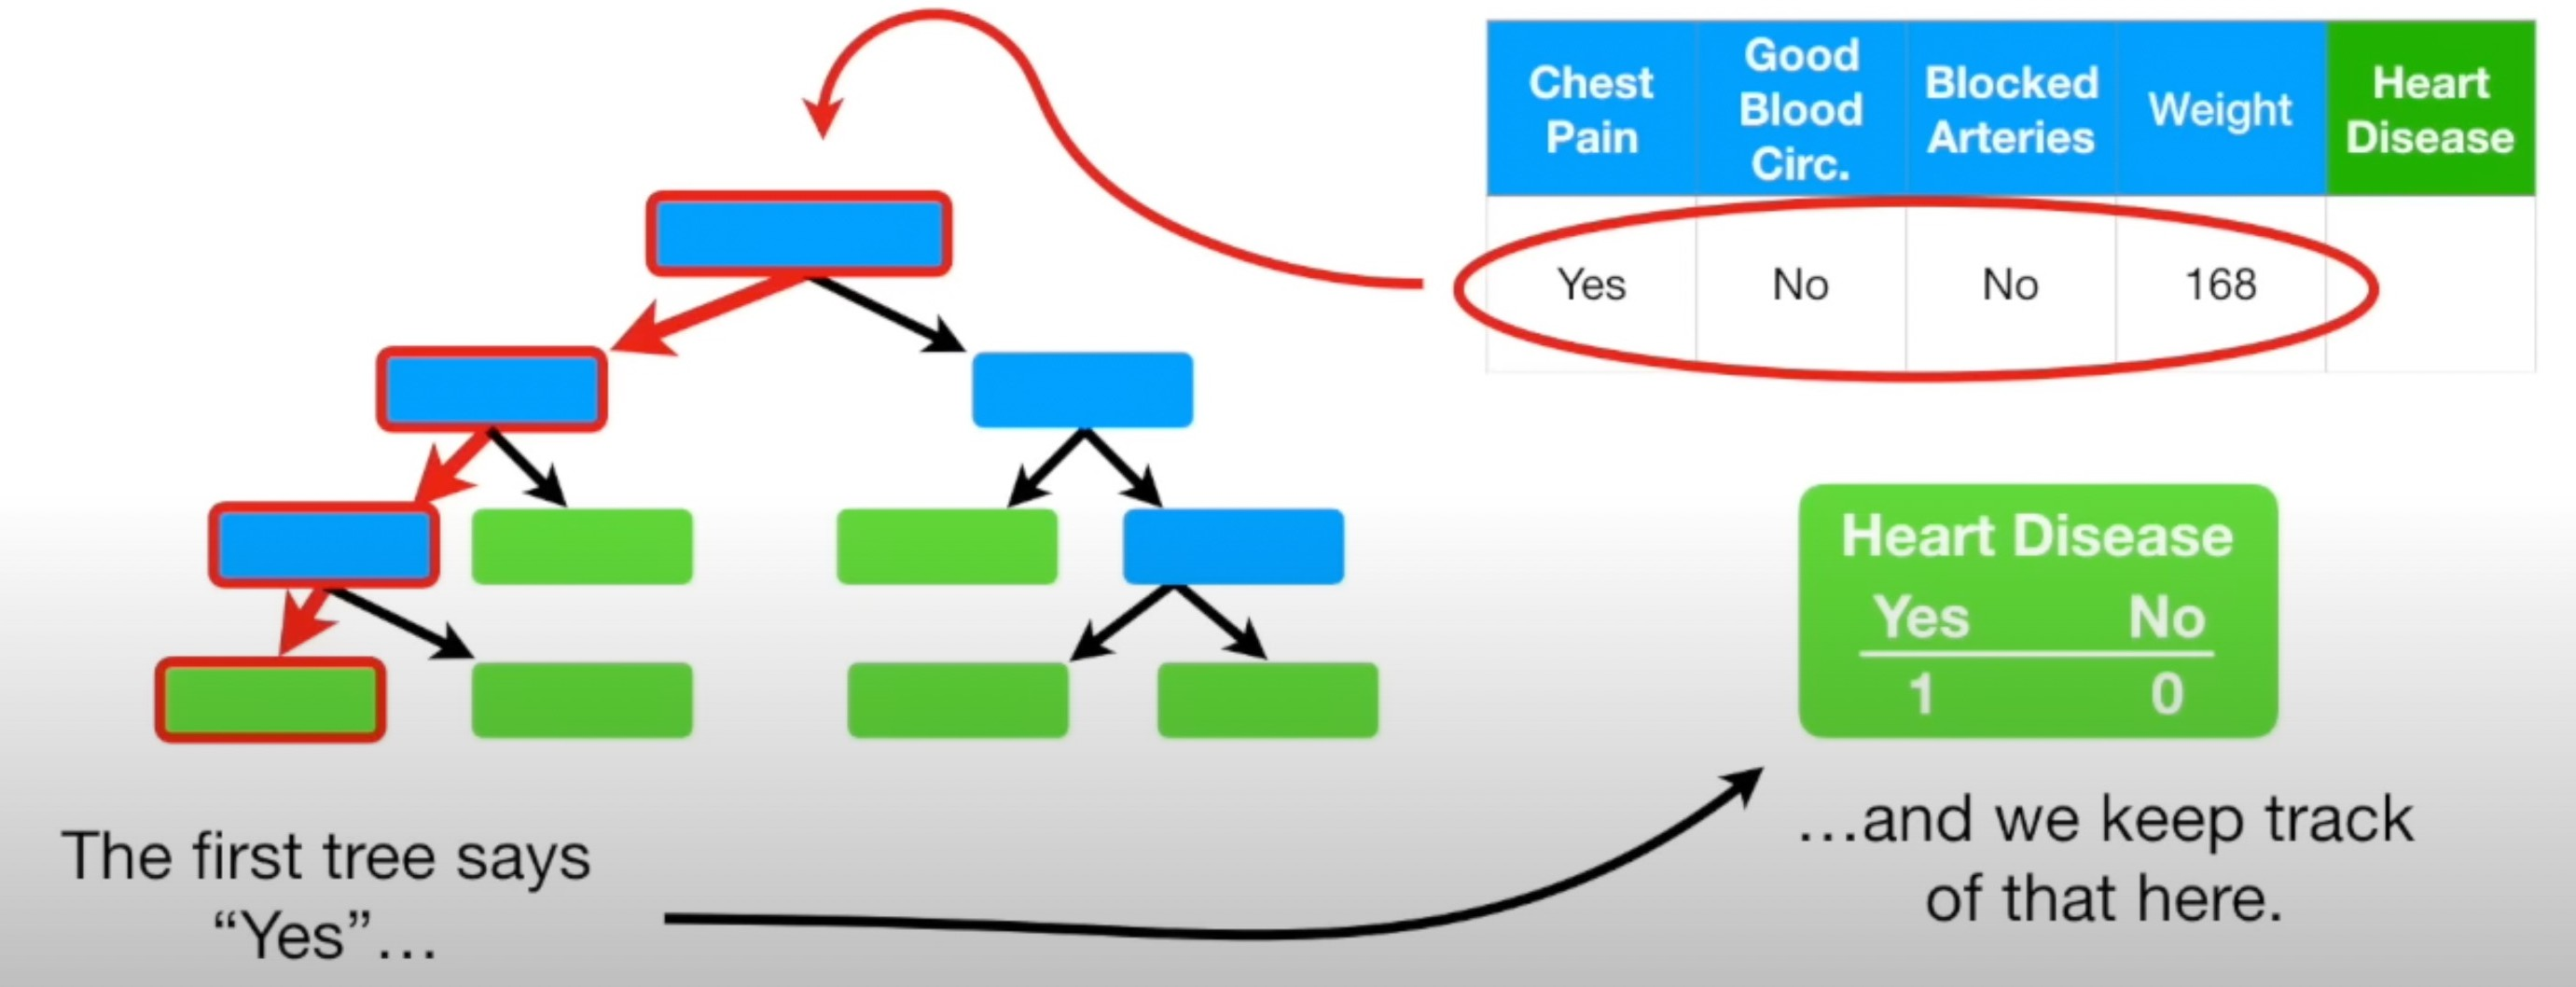 Chest
Pain
Good
Blood
Circ.
Blocked
Arteries
Weight
Heart
Disease
Yes
No
No
168
Heart Disease
Yes No
1 0
The first tree says
“Yes”…
…and we keep track
of that here.